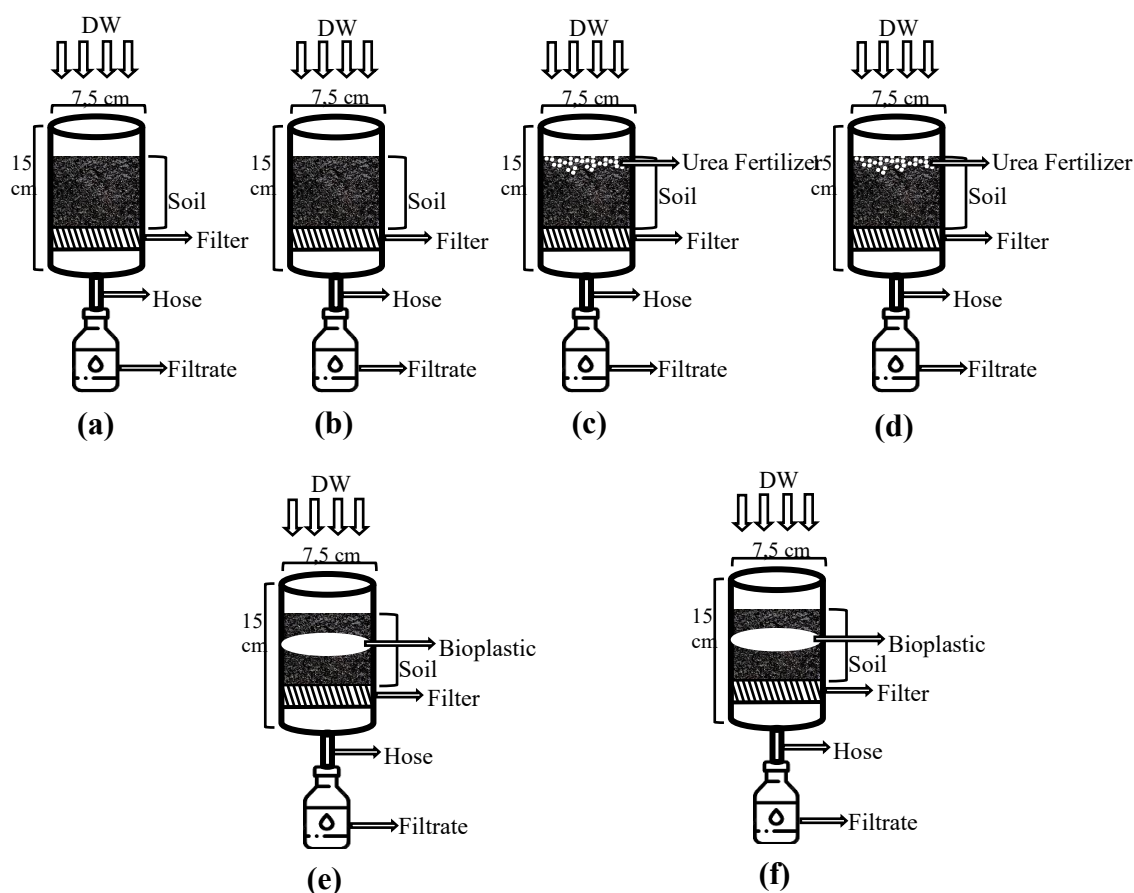 DW
7,5 cm
15
cm
Soil
Filter
Hose
Filtrate
(a)
DW
7,5 cm
15
cm
Soil
Filter
Hose
Filtrate
(b)
DW
7,5 cm
15
cm
Urea Fertilizer
Soil
Filter
Hose
Filtrate
(c)
DW
7,5 cm
15
cm
Urea Fertilizer
Soil
Filter
Hose
Filtrate
(d)
DW
7,5 cm
15
cm
Bioplastic
Soil
Filter
Hose
Filtrate
(e)
DW
7,5 cm
15
cm
Bioplastic
Soil
Filter
Hose
Filtrate
(f)